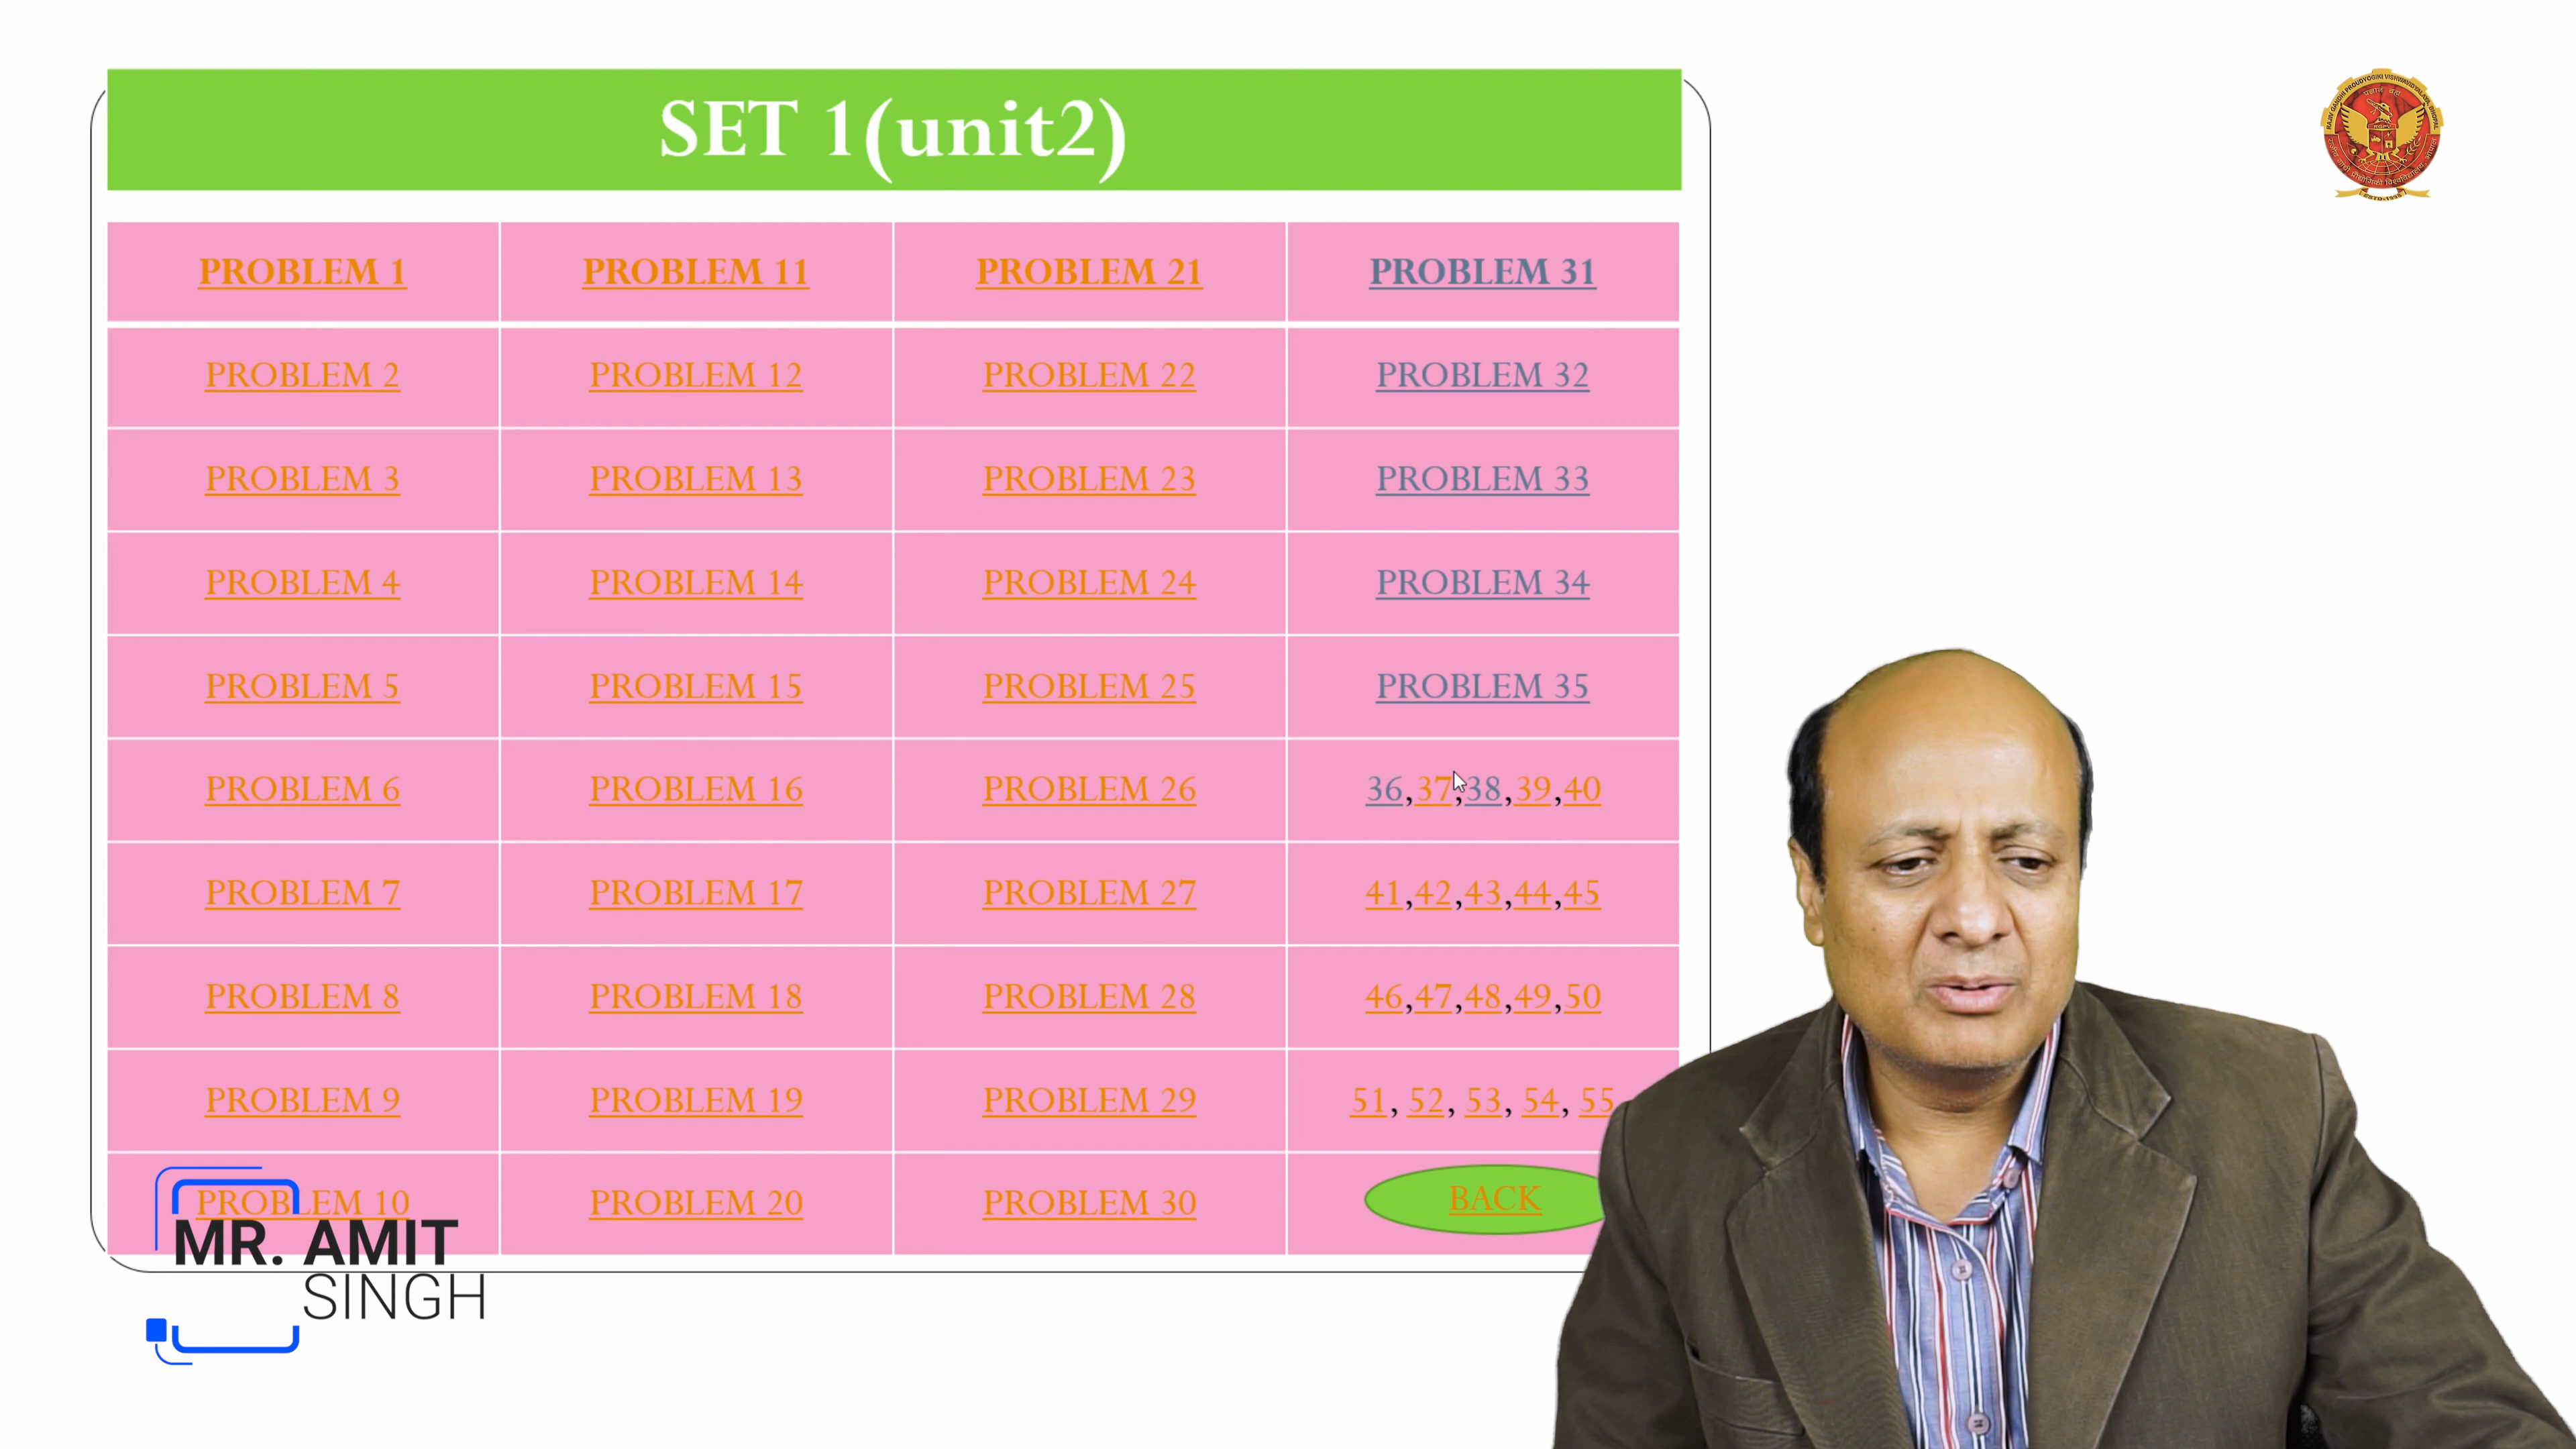 SET 1(unit2)
PROBLEM 1 PROBLEM 11 PROBLEM 21 PROBLEM 31
PROBLEM 2 PROBLEM 12 PROBLEM 22 PROBLEM 32
PROBLEM 3 PROBLEM 13 PROBLEM 23 PROBLEM 33
PROBLEM 4 PROBLEM 14 PROBLEM 24 PROBLEM 34
PROBLEM 5 PROBLEM 15 PROBLEM 25 PROBLEM 35
PROBLEM 6 PROBLEM 16 PROBLEM 26 36,37,38,39,40
PROBLEM 7 PROBLEM 17 PROBLEM 27 41,42,43,44,45
PROBLEM 8 PROBLEM 18 PROBLEM 28 46,47,48,49,50
PROBLEM 9 PROBLEM 19 PROBLEM 29 51, 52, 53, 54, 55
PROBLEM 10 PROBLEM 20 PROBLEM 30 BACK
MR. AMIT
SINGH
RAJIV GANDHI PROUDYOGIKI VISHWAVIDYALAYA, BHOPAL